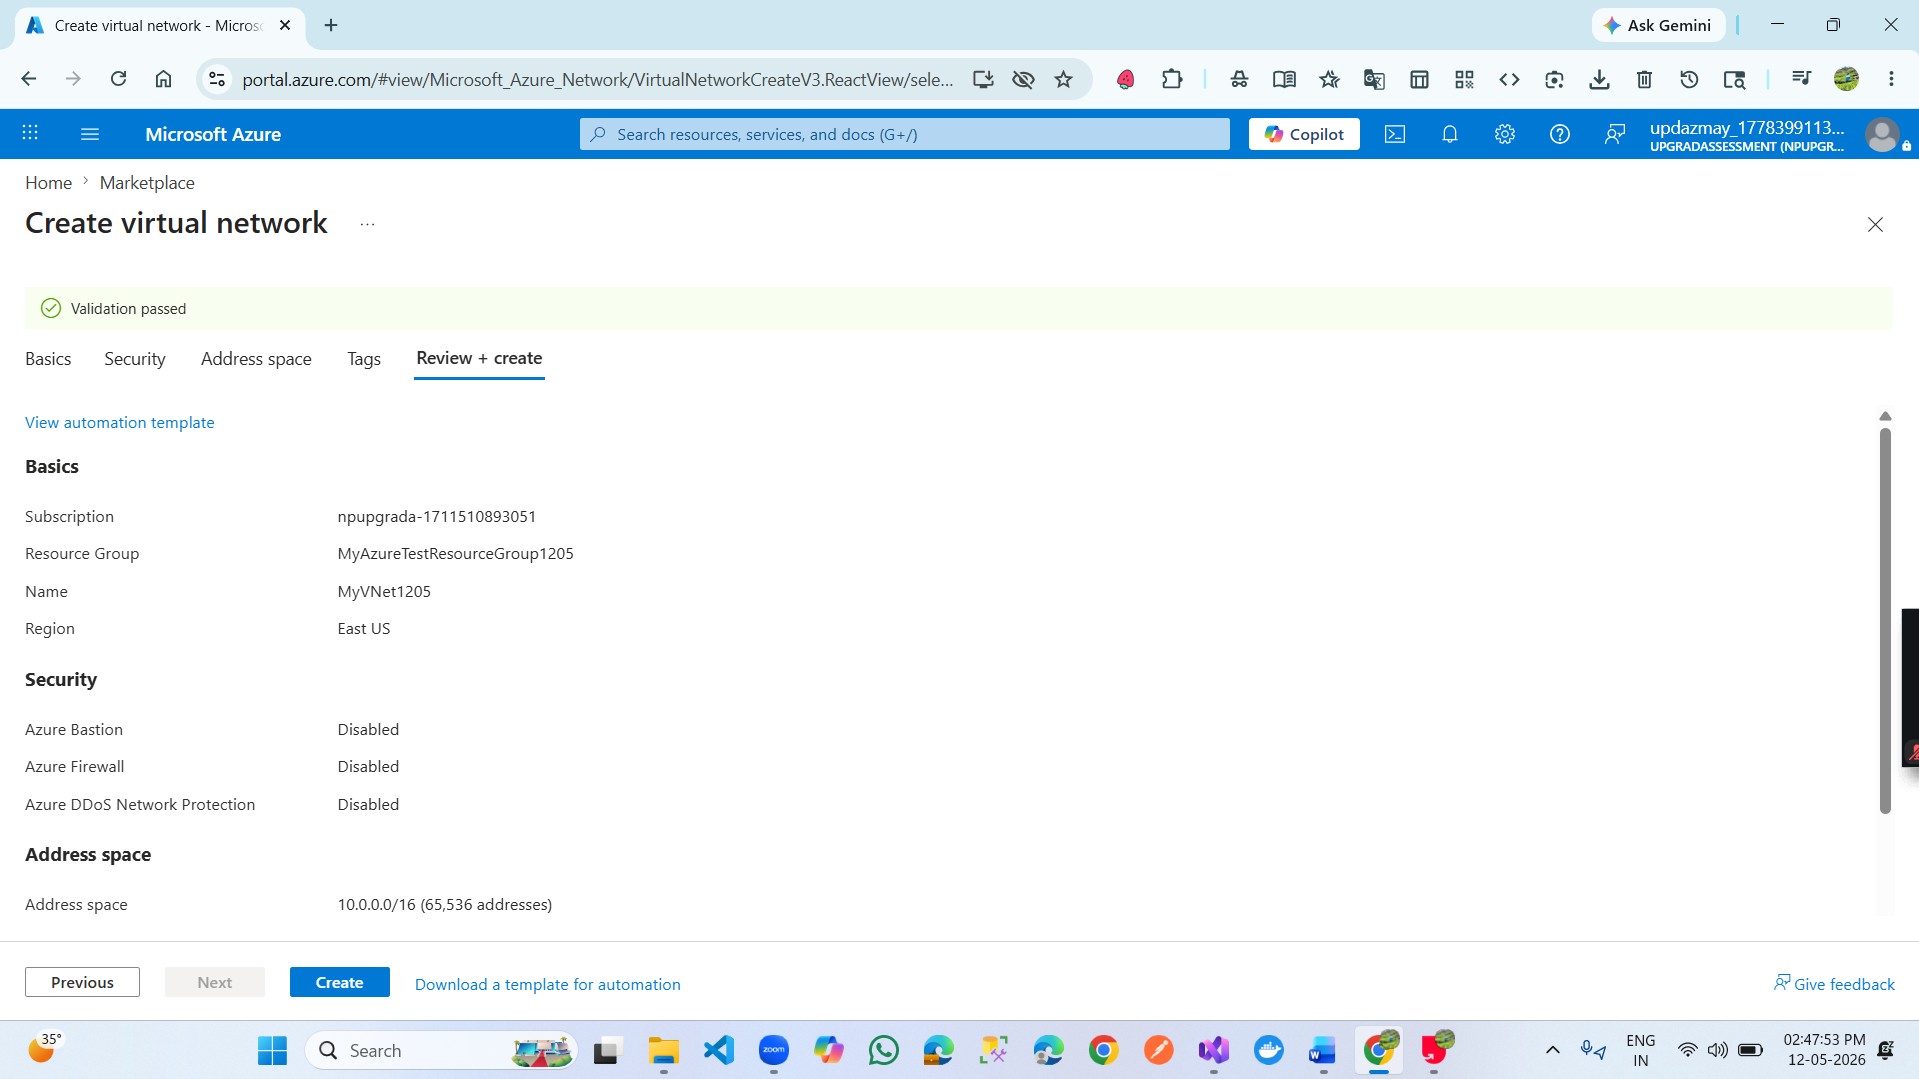 Create virtual network - Micros
Ask Gemini
portal.azure.com/#view/Microsoft_Azure_Network/VirtualNetworkCreateV3.ReactView/sele...
Microsoft Azure
Search resources, services, and docs (G+/)
Copilot
updazmay_1778399113...
UPGRADASSESSMENT (NPUPGR...
Home > Marketplace
Create virtual network ...
Validation passed
Basics Security Address space Tags Review + create
View automation template
Basics
Subscription npupgrada-1711510893051
Resource Group MyAzureTestResourceGroup1205
Name MyVNet1205
Region East US
Security
Azure Bastion Disabled
Azure Firewall Disabled
Azure DDoS Network Protection Disabled
Address space
Address space 10.0.0.0/16 (65,536 addresses)
Previous Next Create Download a template for automation Give feedback
35°
Search
zoom
ENG
IN
02:47:53 PM
12-05-2026